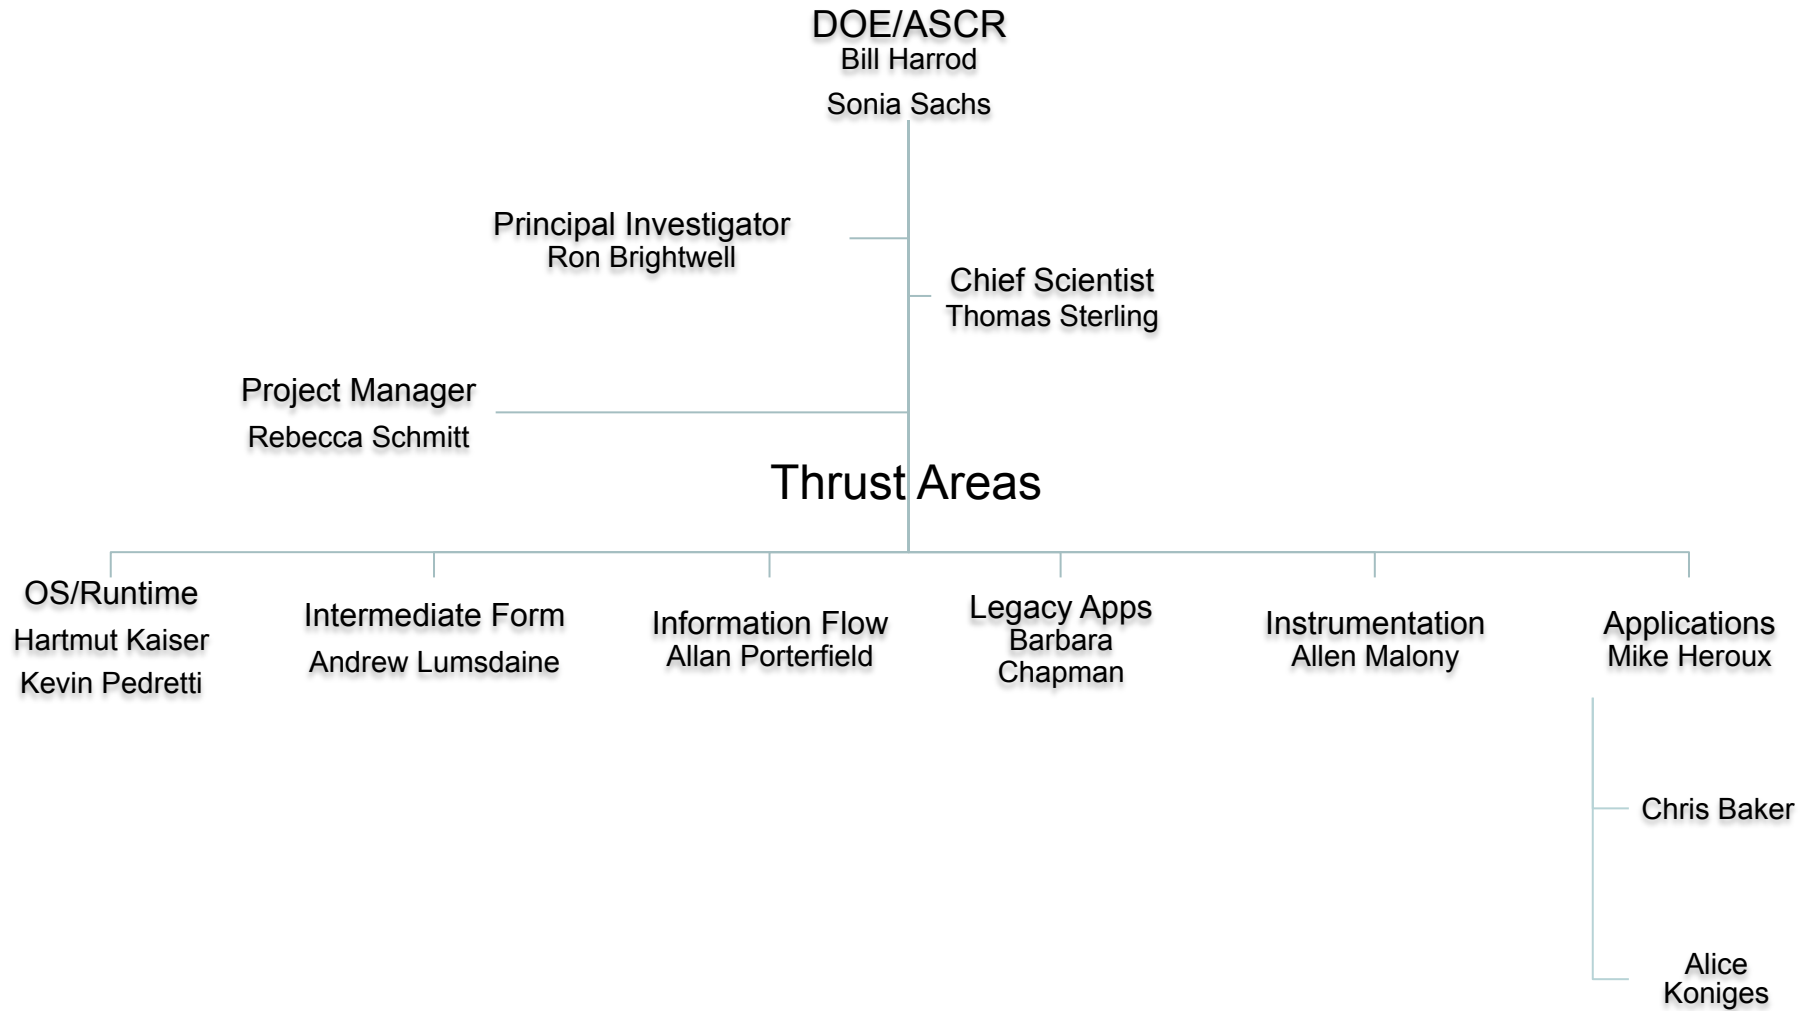 DOE/ASCR
Bill Harrod
Sonia Sachs
Principal Investigator
Ron Brightwell
Chief Scientist
Thomas Sterling
Project Manager
Rebecca Schmitt
Thrust Areas
OS/Runtime
Hartmut Kaiser
Kevin Pedretti
Intermediate Form
Andrew Lumsdaine
Information Flow
Allan Porterfield
Legacy Apps
Barbara
Chapman
Instrumentation
Allen Malony
Applications
Mike Heroux
Chris Baker
Alice
Koniges